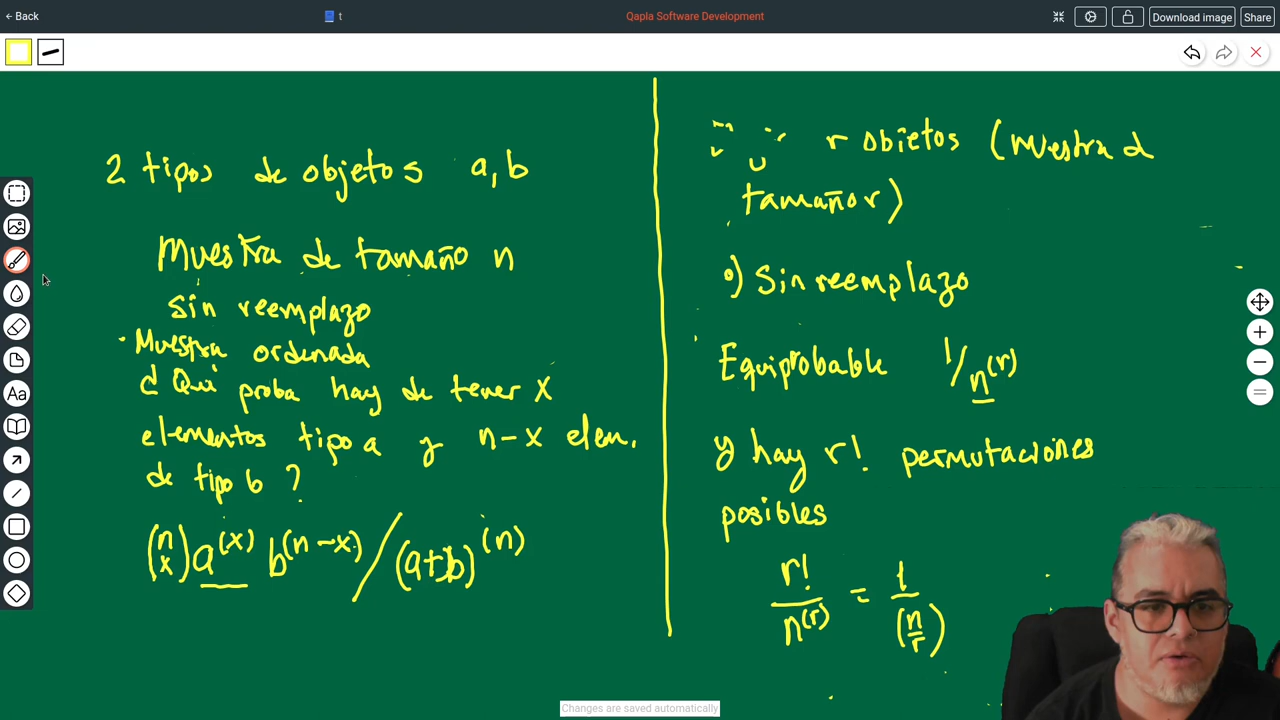 Back
t
Qapla Software Development
Download image
Share
2 tipos de objetos a, b
Muestra de tamaño n
Sin reemplazo
· Muestra ordenada
¿ Qué proba hay de tener x
elementos tipo a y n-x elem.
de tipo b ?
(n x) a^(x) b^(n-x) / (a+b)^(n)
r objetos (muestra d
tamaño r)
°) Sin reemplazo
Equiprobable 1/n^(r)
y hay r! permutaciones
posibles
r!/n^(r) = 1/(n/r)
Aa
Changes are saved automatically